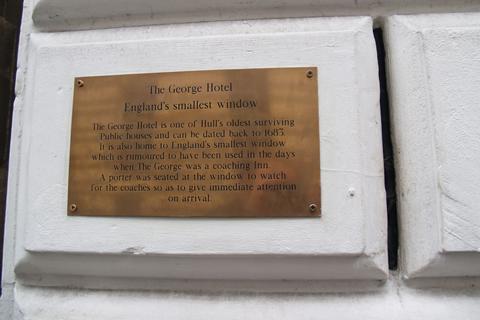 The George Hotel
England's smallest window
The George Hotel is one of Hull's oldest surviving
Public houses and can be dated back to 1683.
It is also home to England's smallest window
which is rumoured to have been used in the days
when The George was a coaching Inn.
A porter was seated at the window to watch
for the coaches so as to give immediate attention
on arrival.